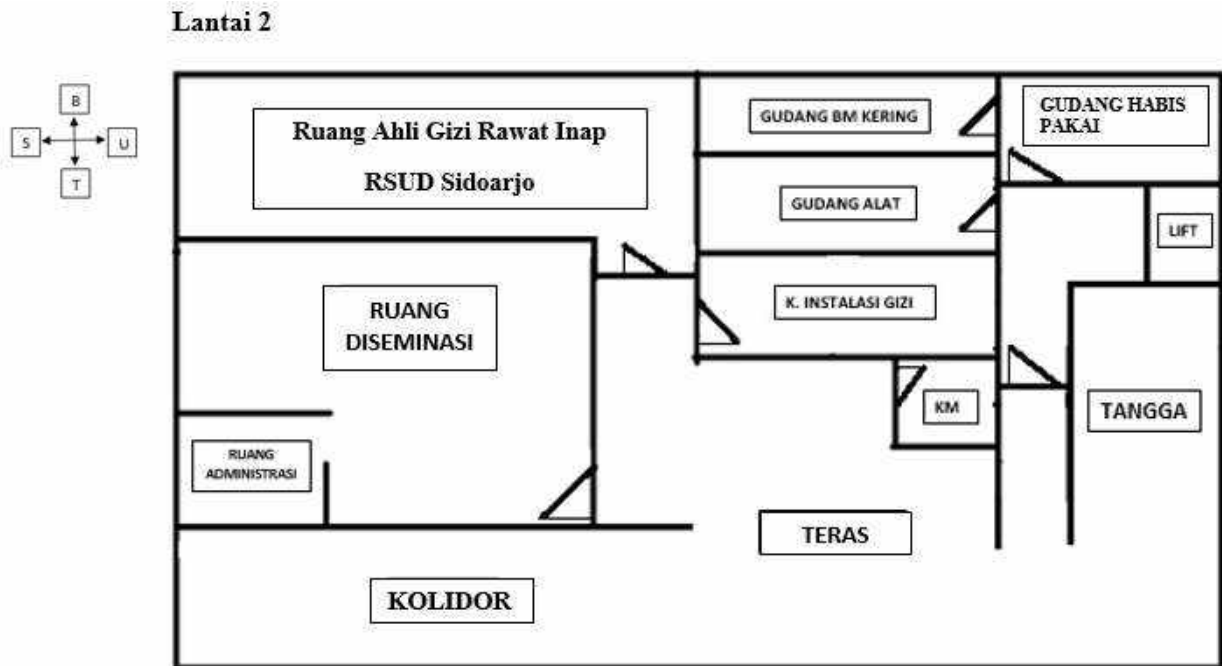 Lantai 2
B
S
U
T
Ruang Ahli Gizi Rawat Inap
RSUD Sidoarjo
GUDANG BM KERING
GUDANG HABIS
PAKAI
GUDANG ALAT
LIFT
K. INSTALASI GIZI
RUANG
DISEMINASI
KM
TANGGA
RUANG
ADMINISTRASI
TERAS
KOLIDOR